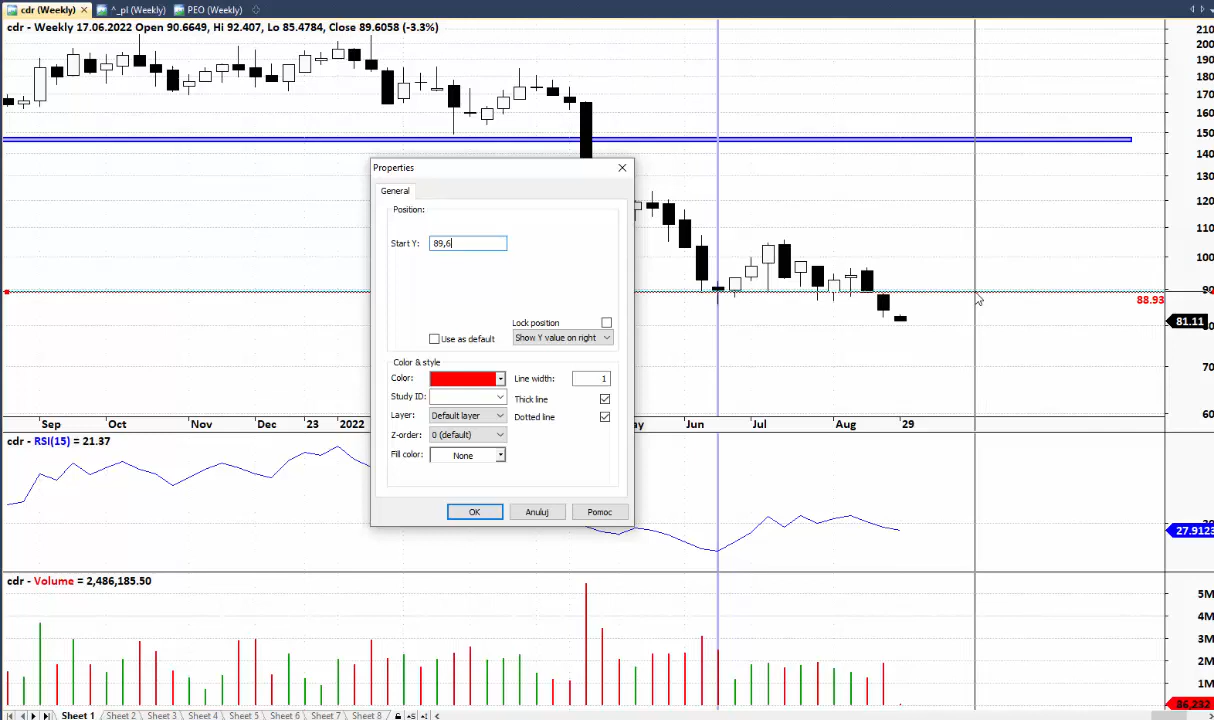 cdr (Weekly) ^_pl (Weekly) PEO (Weekly)
cdr - Weekly 17.06.2022 Open 90.6649, Hi 92.407, Lo 85.4784, Close 89.6058 (-3.3%)
210
200
190
180
170
160
150
140
130
120
110
100
90
88.93
81.11
70
60
Properties
General
Position:
Start Y: 89,6
Lock position
Use as default Show Y value on right
Color & style
Color: Line width: 1
Study ID: Thick line
Layer: Default layer Dotted line
Z-order: 0 (default)
Fill color: None
OK Anuluj Pomoc
Sep Oct Nov Dec 23 2022 Jun Jul Aug 29
cdr - RSI(15) = 21.37
27.9123
cdr - Volume = 2,486,185.50
5M
4M
3M
2M
1M
86,232
Sheet 1 Sheet 2 Sheet 3 Sheet 4 Sheet 5 Sheet 6 Sheet 7 Sheet 8